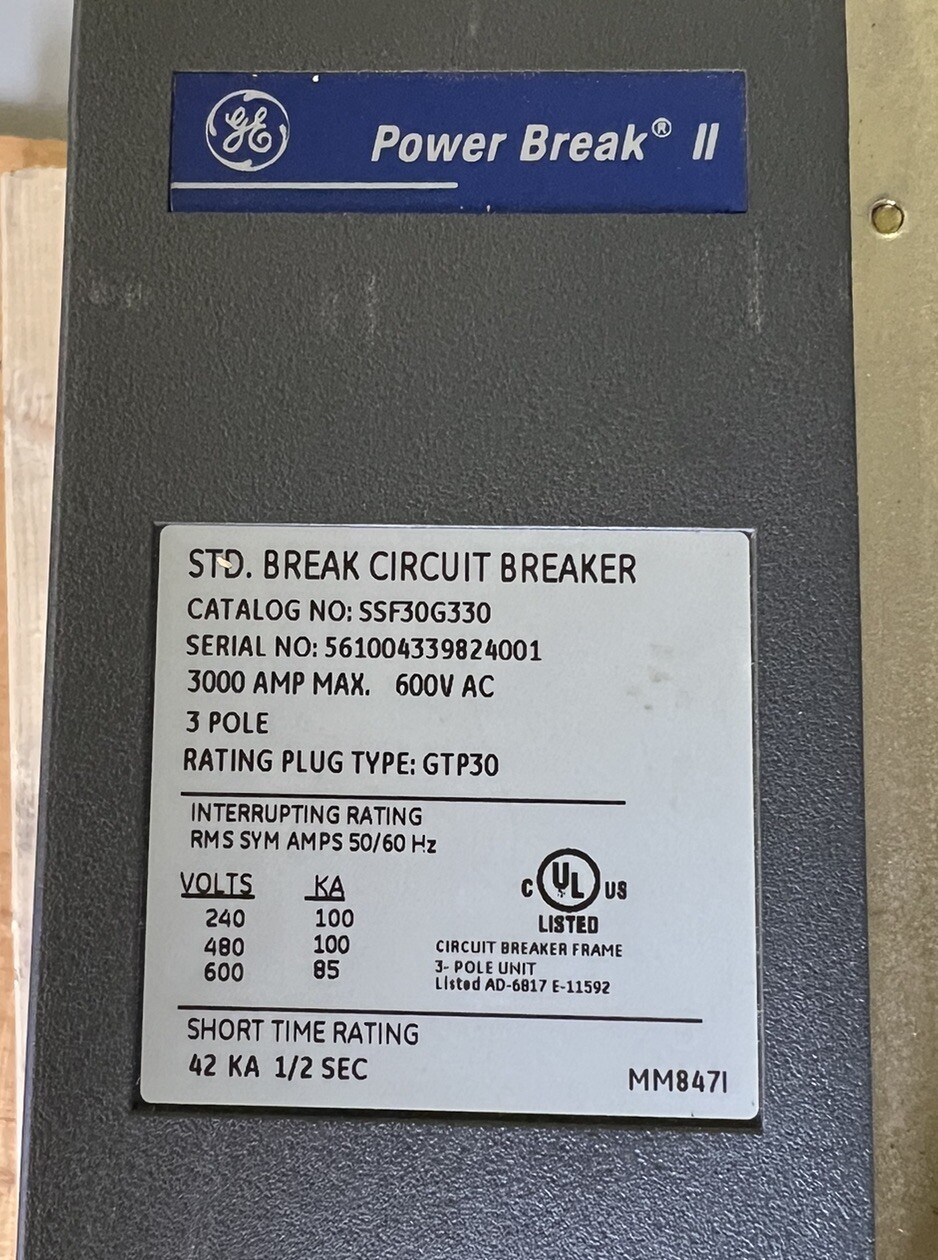 GE Power Break® II
STD. BREAK CIRCUIT BREAKER
CATALOG NO: SSF30G330
SERIAL NO: 561004339824001
3000 AMP MAX. 600V AC
3 POLE
RATING PLUG TYPE: GTP30
INTERRUPTING RATING
RMS SYM AMPS 50/60 Hz
VOLTS KA
240 100
480 100
600 85
C UL US
LISTED
CIRCUIT BREAKER FRAME
3- POLE UNIT
Listed AD-6817 E-11592
SHORT TIME RATING
42 KA 1/2 SEC
MM847I